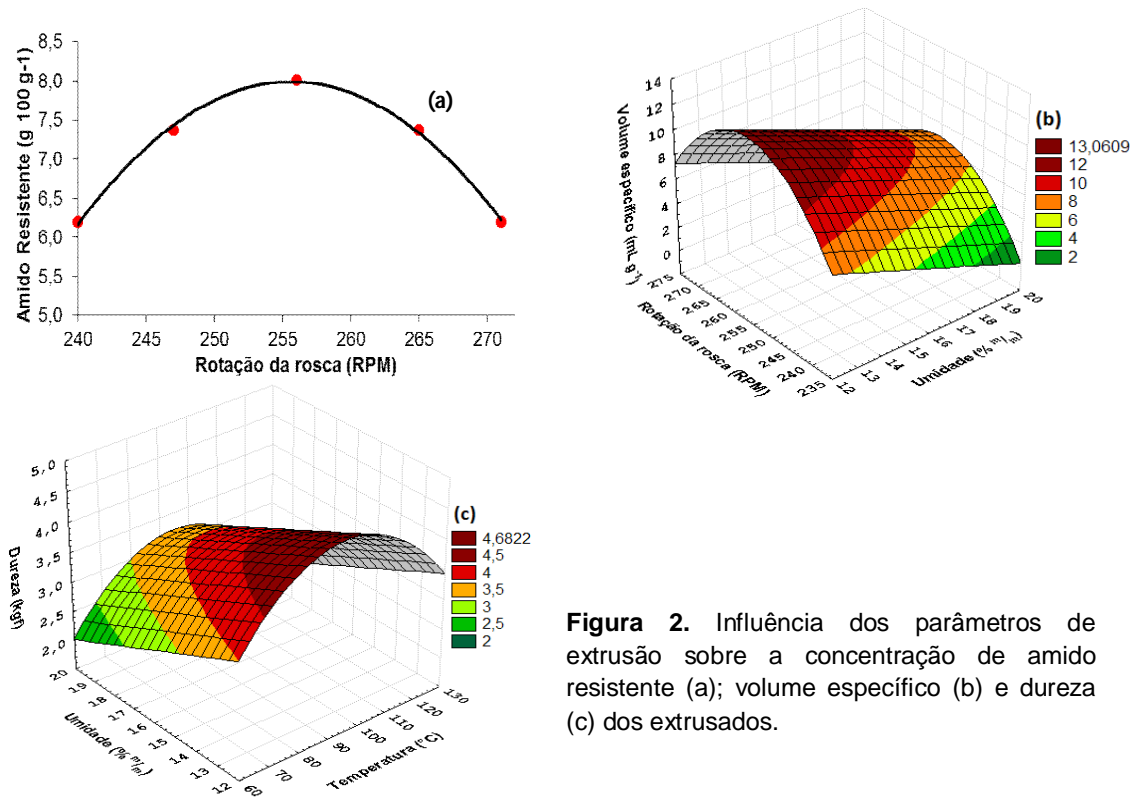 Amido Resistente (g 100 g-1)
8,5
8,0
7,5
7,0
6,5
6,0
5,5
5,0
240 245 250 255 260 265 270
Rotação da rosca (RPM)
(a)
Volume específico (mL g-1)
14
12
10
8
6
4
2
0
275 270 265 260 255 250 245 240 235
Rotação da rosca (RPM)
12 13 14 15 16 17 18 19 20
Umidade (% m/m)
(b)
13,0609
12
10
8
6
4
2
Dureza (kgf)
5,0
4,5
4,0
3,5
3,0
2,5
2,0
20 19 18 17 16 15 14 13 12
Umidade (% m/m)
60 70 80 90 100 110 120 130
Temperatura (°C)
(c)
4,6822
4,5
4
3,5
3
2,5
2
Figura 2. Influência dos parâmetros de
extrusão sobre a concentração de amido
resistente (a); volume específico (b) e dureza
(c) dos extrusados.